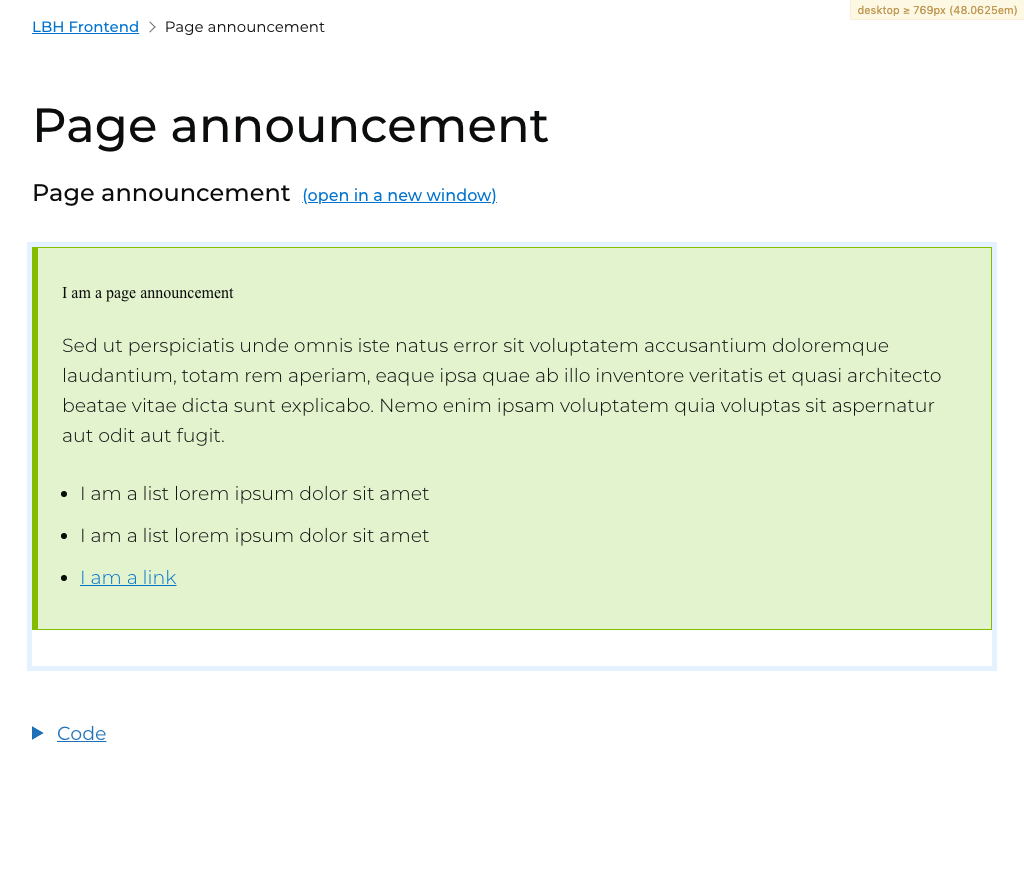 desktop ≥ 769px (48.0625em)
LBH Frontend > Page announcement
Page announcement
Page announcement (open in a new window)
I am a page announcement
Sed ut perspiciatis unde omnis iste natus error sit voluptatem accusantium doloremque
laudantium, totam rem aperiam, eaque ipsa quae ab illo inventore veritatis et quasi architecto
beatae vitae dicta sunt explicabo. Nemo enim ipsam voluptatem quia voluptas sit aspernatur
aut odit aut fugit.
• I am a list lorem ipsum dolor sit amet
• I am a list lorem ipsum dolor sit amet
• I am a link
Code